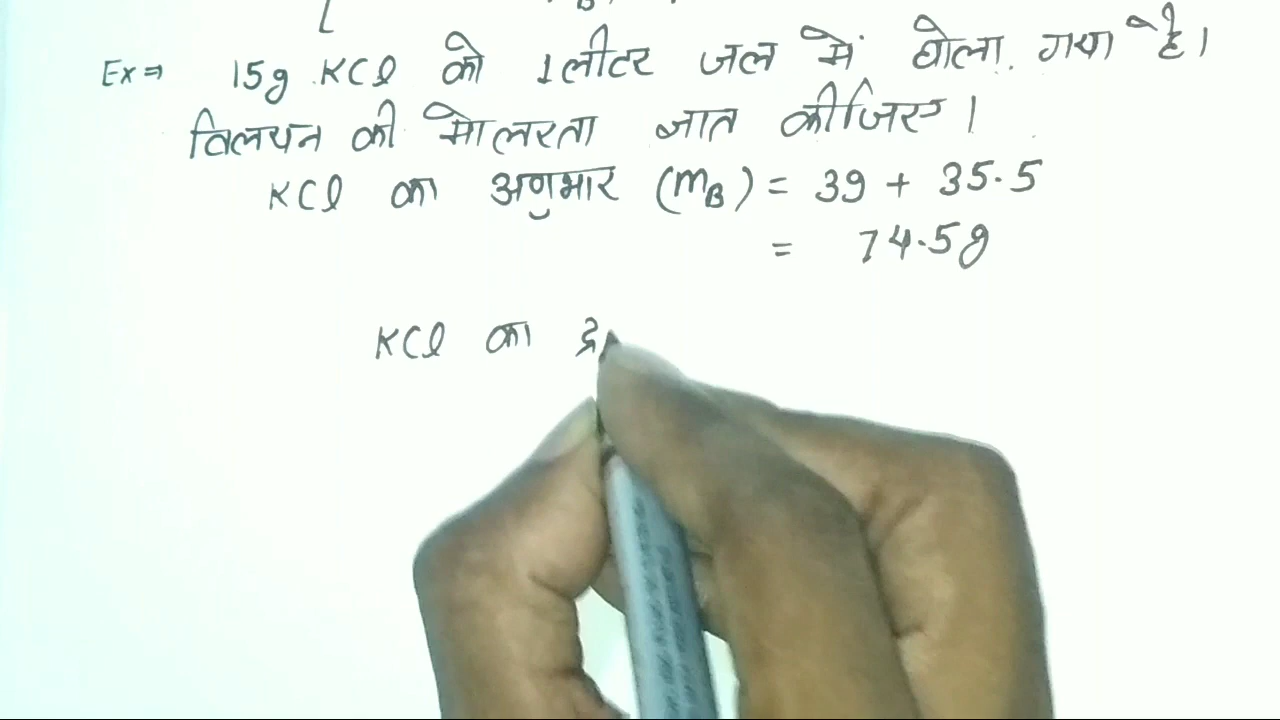 Ex⇒ 15g KCl को 1लीटर जल में घोला गया है।
विलयन की मोलरता ज्ञात कीजिए।
KCl का अणुभार (mB) = 39 + 35.5
= 74.5g
KCl का